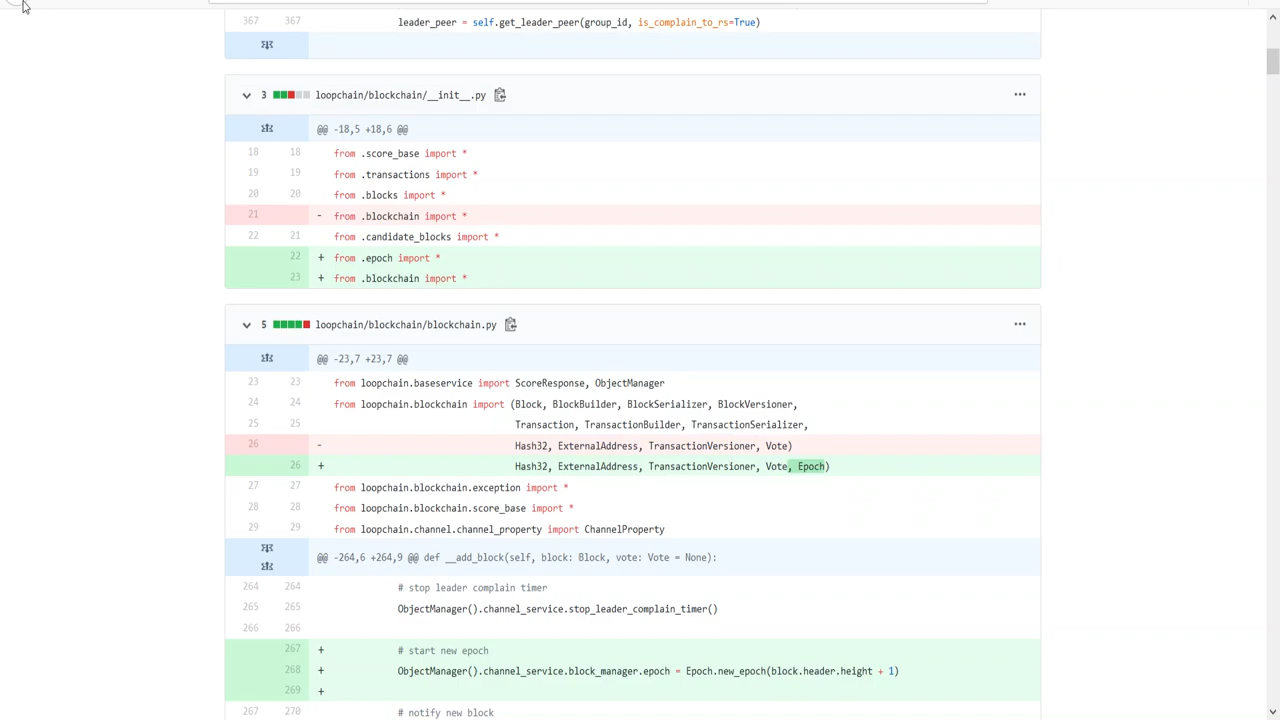 367 367 leader_peer = self.get_leader_peer(group_id, is_complain_to_rs=True)
3 loopchain/blockchain/__init__.py
@@ -18,5 +18,6 @@
18 18 from .score_base import *
19 19 from .transactions import *
20 20 from .blocks import *
21 - from .blockchain import *
22 21 from .candidate_blocks import *
22 + from .epoch import *
23 + from .blockchain import *
5 loopchain/blockchain/blockchain.py
@@ -23,7 +23,7 @@
23 23 from loopchain.baseservice import ScoreResponse, ObjectManager
24 24 from loopchain.blockchain import (Block, BlockBuilder, BlockSerializer, BlockVersioner,
25 25 Transaction, TransactionBuilder, TransactionSerializer,
26 - Hash32, ExternalAddress, TransactionVersioner, Vote)
26 + Hash32, ExternalAddress, TransactionVersioner, Vote, Epoch)
27 27 from loopchain.blockchain.exception import *
28 28 from loopchain.blockchain.score_base import *
29 29 from loopchain.channel.channel_property import ChannelProperty
@@ -264,6 +264,9 @@ def __add_block(self, block: Block, vote: Vote = None):
264 264 # stop leader complain timer
265 265 ObjectManager().channel_service.stop_leader_complain_timer()
266 266
267 + # start new epoch
268 + ObjectManager().channel_service.block_manager.epoch = Epoch.new_epoch(block.header.height + 1)
269 +
267 270 # notify new block